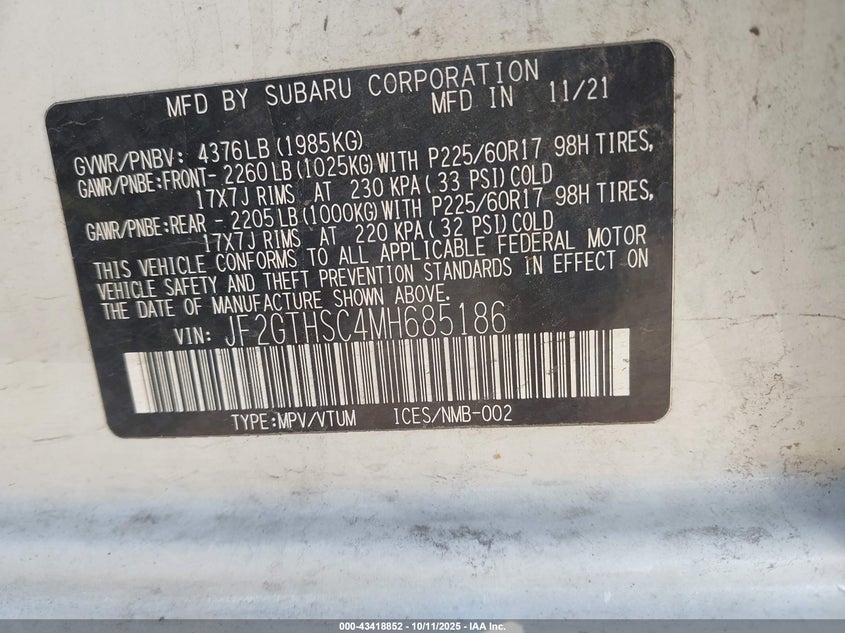 MFD BY SUBARU CORPORATION
MFD IN 11/21
GVWR/PNBV: 4376LB(1985KG)
GAWR/PNBE:FRONT- 2260LB(1025KG)WITH P225/60R17 98H TIRES,
17X7J RIMS AT 230 KPA(33 PSI)COLD
GAWR/PNBE:REAR - 2205LB(1000KG)WITH P225/60R17 98H TIRES,
17X7J RIMS AT 220 KPA(32 PSI)COLD
THIS VEHICLE CONFORMS TO ALL APPLICABLE FEDERAL MOTOR
VEHICLE SAFETY AND THEFT PREVENTION STANDARDS IN EFFECT ON
THE DATE OF MANUFACTURE SHOWN ABOVE.
VIN: JF2GTHSC4MH685186
TYPE:MPV/VTUM ICES/NMB-002
000-43418852 - 10/11/2025 - IAA Inc.